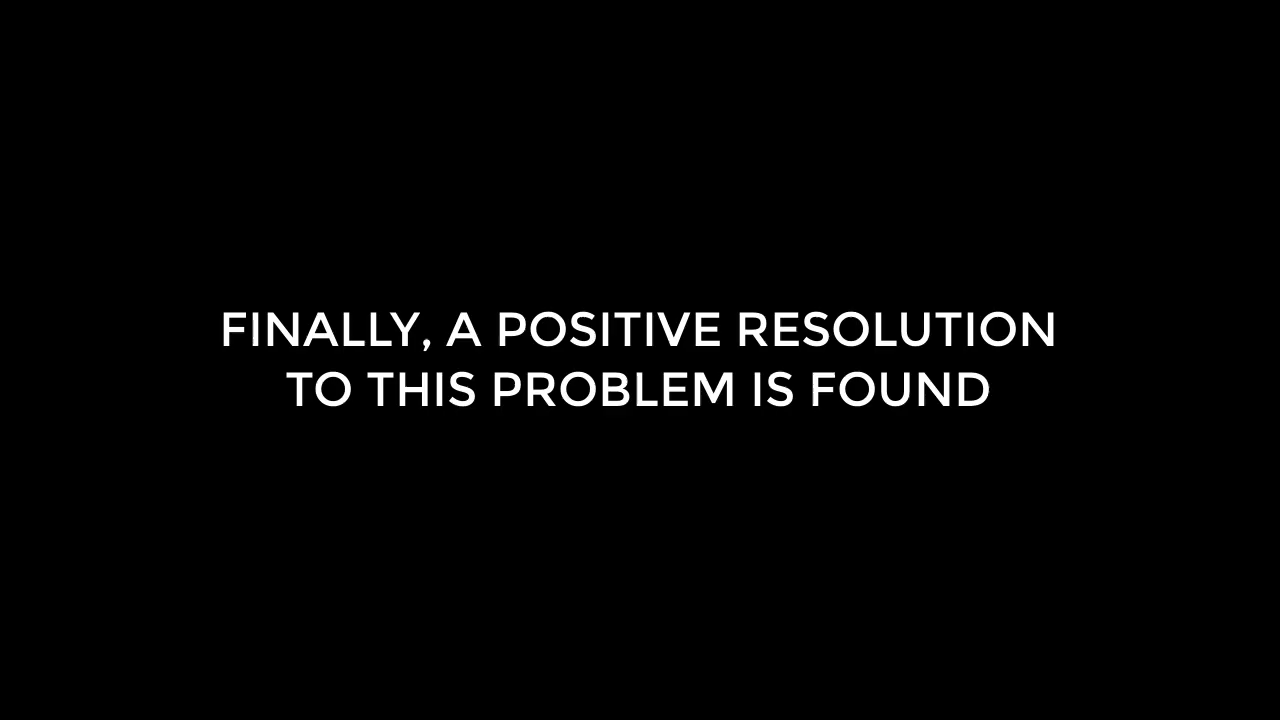 FINALLY, A POSITIVE RESOLUTION
TO THIS PROBLEM IS FOUND